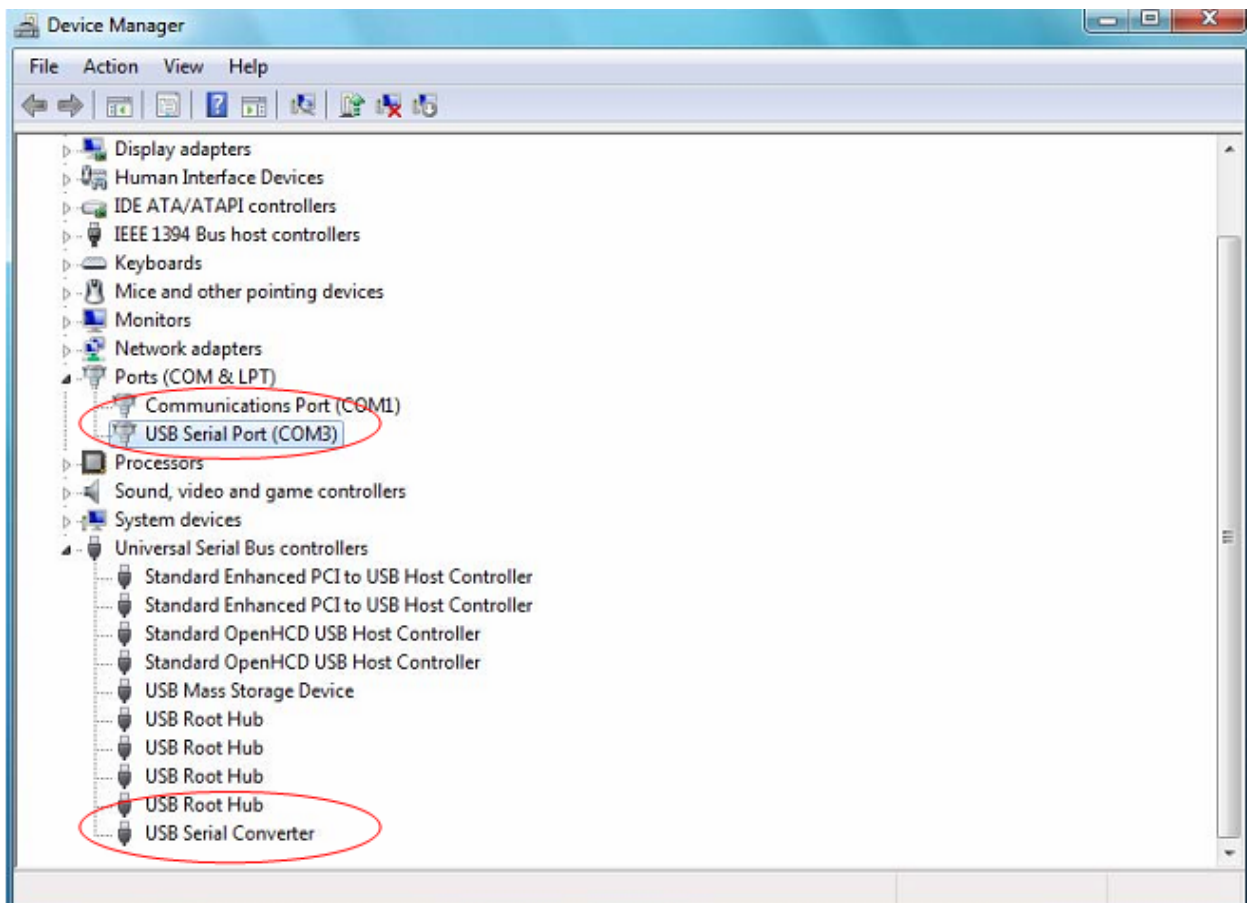 Device Manager
File Action View Help
Display adapters
Human Interface Devices
IDE ATA/ATAPI controllers
IEEE 1394 Bus host controllers
Keyboards
Mice and other pointing devices
Monitors
Network adapters
Ports (COM & LPT)
Communications Port (COM1)
USB Serial Port (COM3)
Processors
Sound, video and game controllers
System devices
Universal Serial Bus controllers
Standard Enhanced PCI to USB Host Controller
Standard Enhanced PCI to USB Host Controller
Standard OpenHCD USB Host Controller
Standard OpenHCD USB Host Controller
USB Mass Storage Device
USB Root Hub
USB Root Hub
USB Root Hub
USB Root Hub
USB Serial Converter